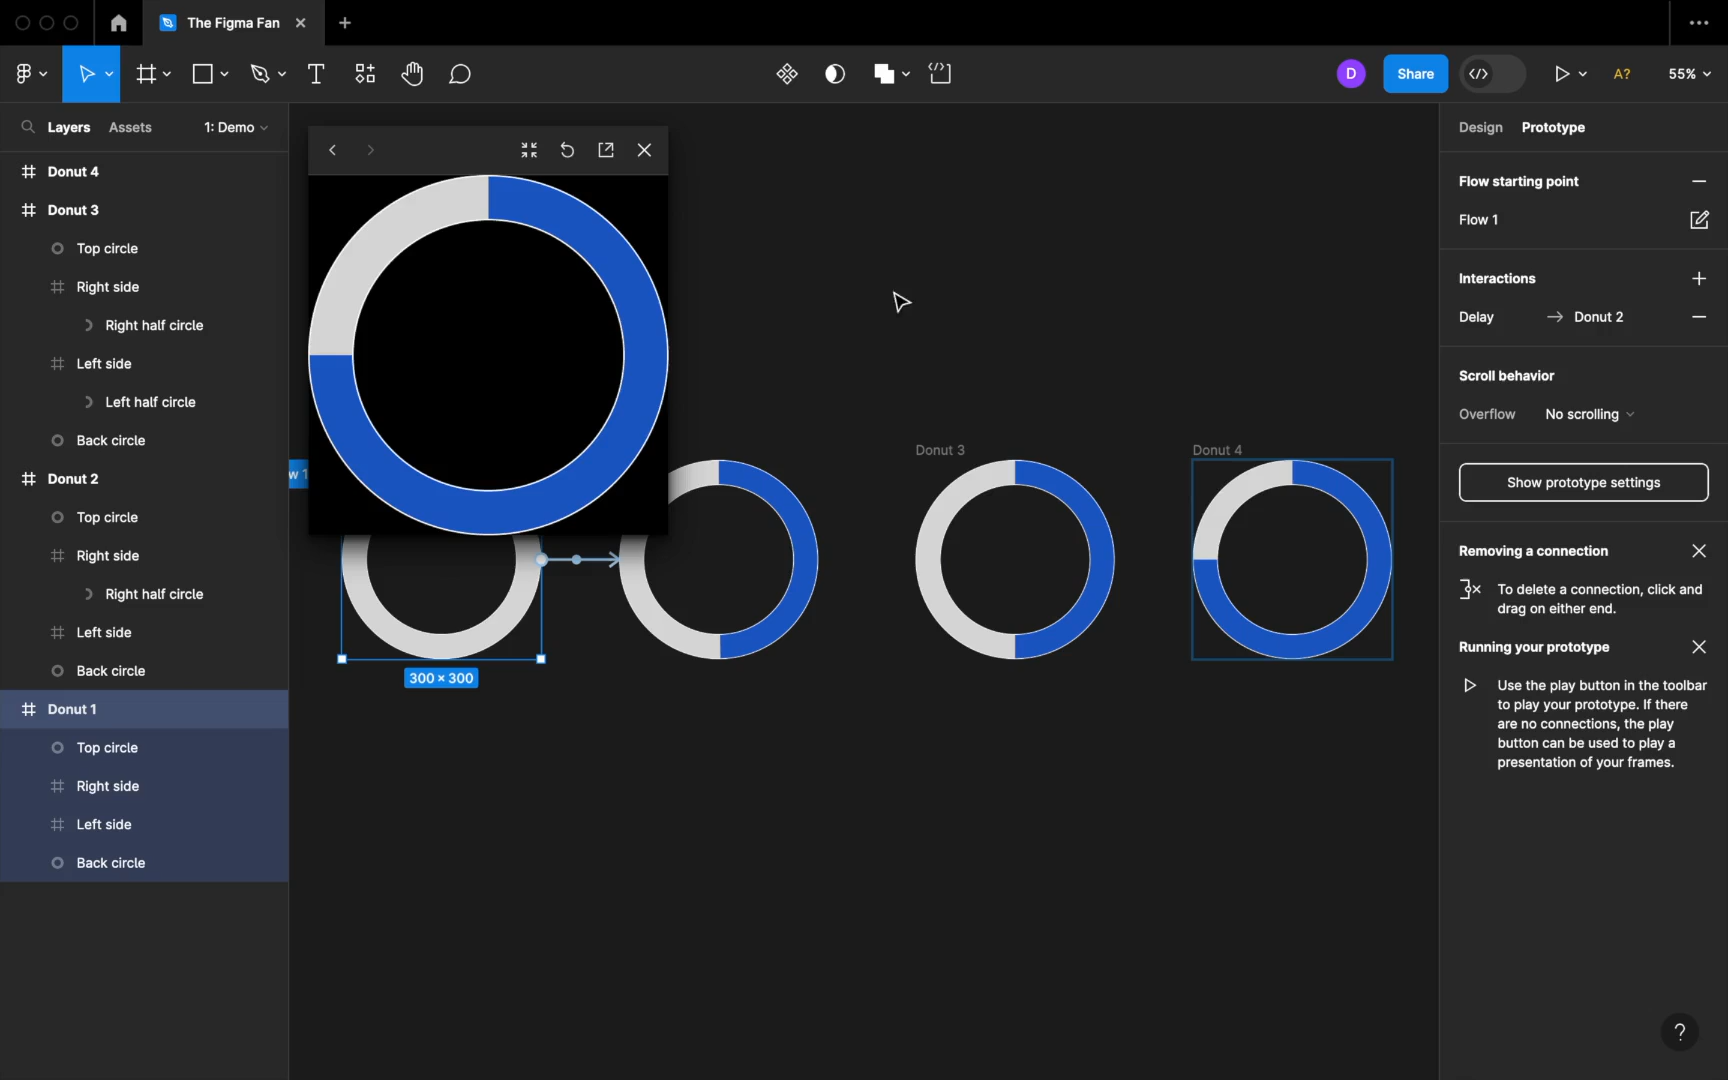 The Figma Fan
D
Share
A?
55%
Layers
Assets
1: Demo
Design
Prototype
Donut 4
Donut 3
Top circle
Right side
Right half circle
Left side
Left half circle
Back circle
Donut 2
Top circle
Right side
Right half circle
Left side
Back circle
Donut 1
Top circle
Right side
Left side
Back circle
w 1
300 × 300
Donut 3
Donut 4
Flow starting point
Flow 1
Interactions
Delay
Donut 2
Scroll behavior
Overflow
No scrolling
Show prototype settings
Removing a connection
To delete a connection, click and
drag on either end.
Running your prototype
Use the play button in the toolbar
to play your prototype. If there
are no connections, the play
button can be used to play a
presentation of your frames.
?